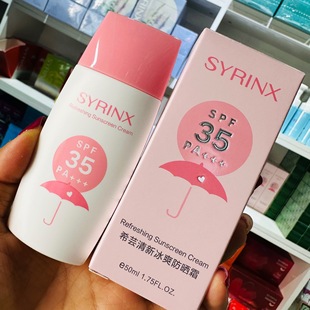 SYRINX
Refreshing Sunscreen Cream
SPF
35
PA+++
SYRINX
SPF
35
PA+++
Refreshing Sunscreen Cream
希芸清新冰爽防晒霜
℮50ml 1.75FL.OZ.